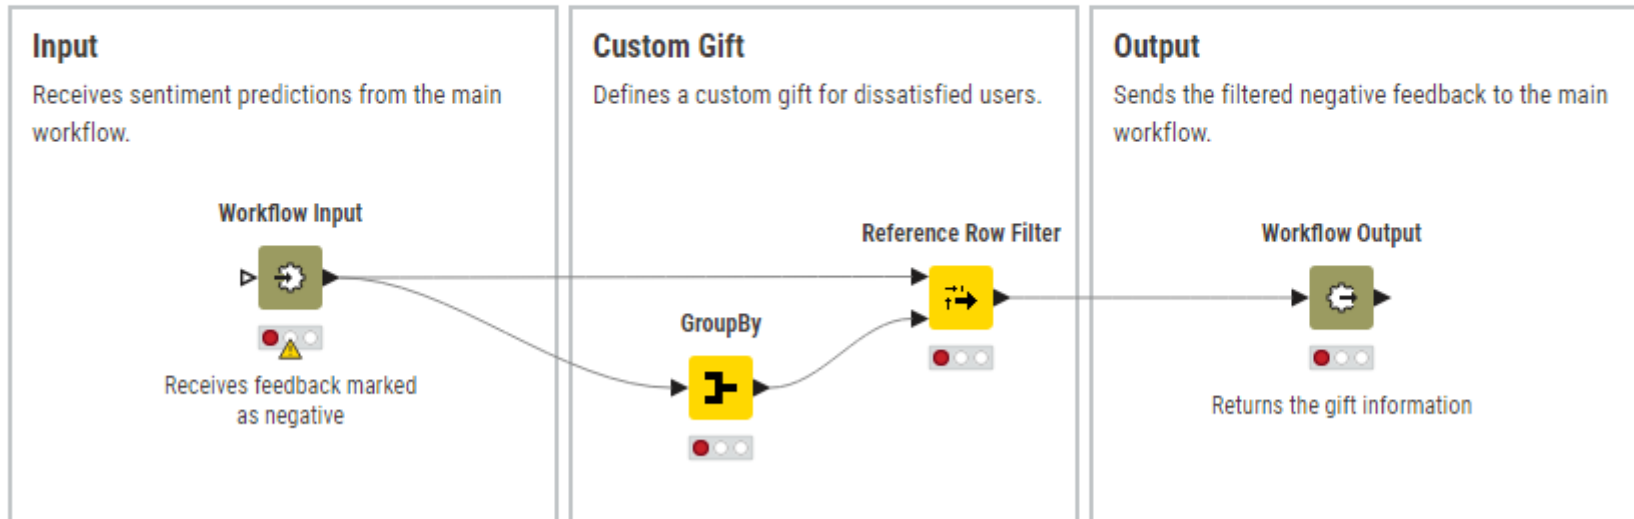 Input
Receives sentiment predictions from the main
workflow.
Workflow Input
Receives feedback marked
as negative
Custom Gift
Defines a custom gift for dissatisfied users.
Reference Row Filter
GroupBy
Output
Sends the filtered negative feedback to the main
workflow.
Workflow Output
Returns the gift information